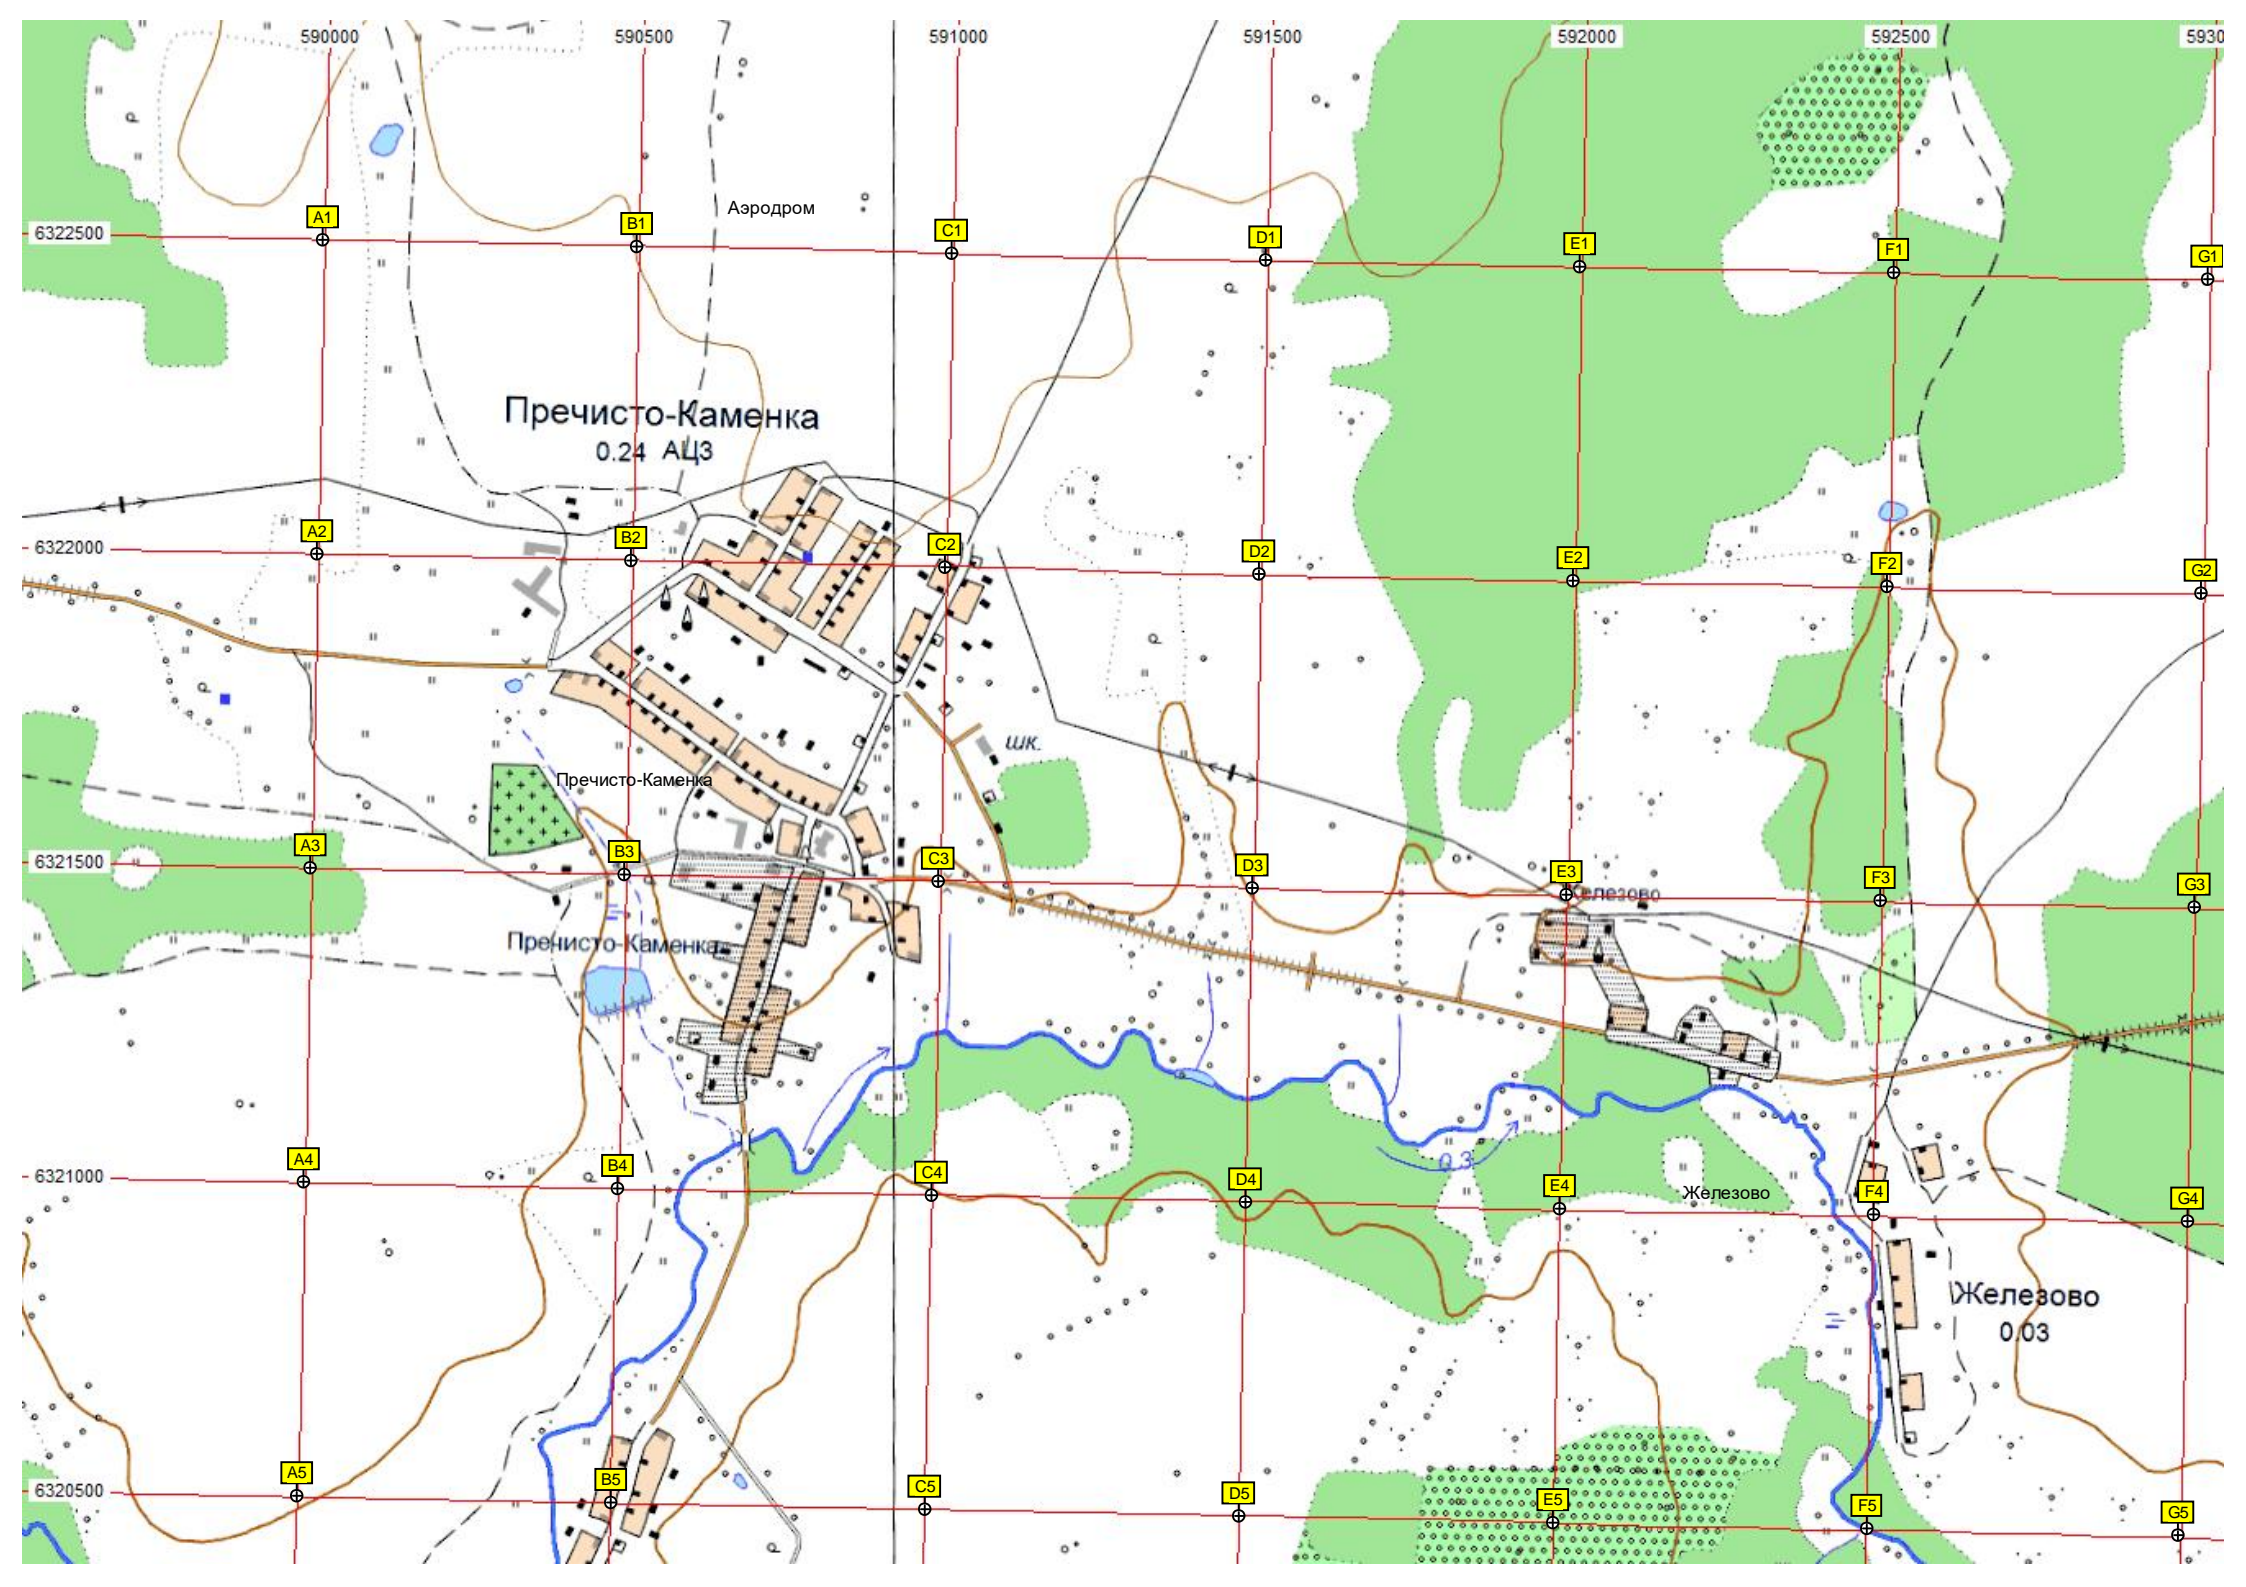 590000 590500 591000 591500 592000 592500 5930
Аэродром
A1 B1 C1 D1 E1 F1 G1
6322500
Пречисто-Каменка
0.24 АЦЗ
A2 B2 C2 D2 E2 F2 G2
6322000
шк.
Пречисто-Каменка
A3 B3 C3 D3 E3 F3 G3
6321500
Железово
Пречисто-Каменка
0.3
A4 B4 C4 D4 E4 F4 G4
6321000
Железово
Железово
0.03
A5 B5 C5 D5 E5 F5 G5
6320500